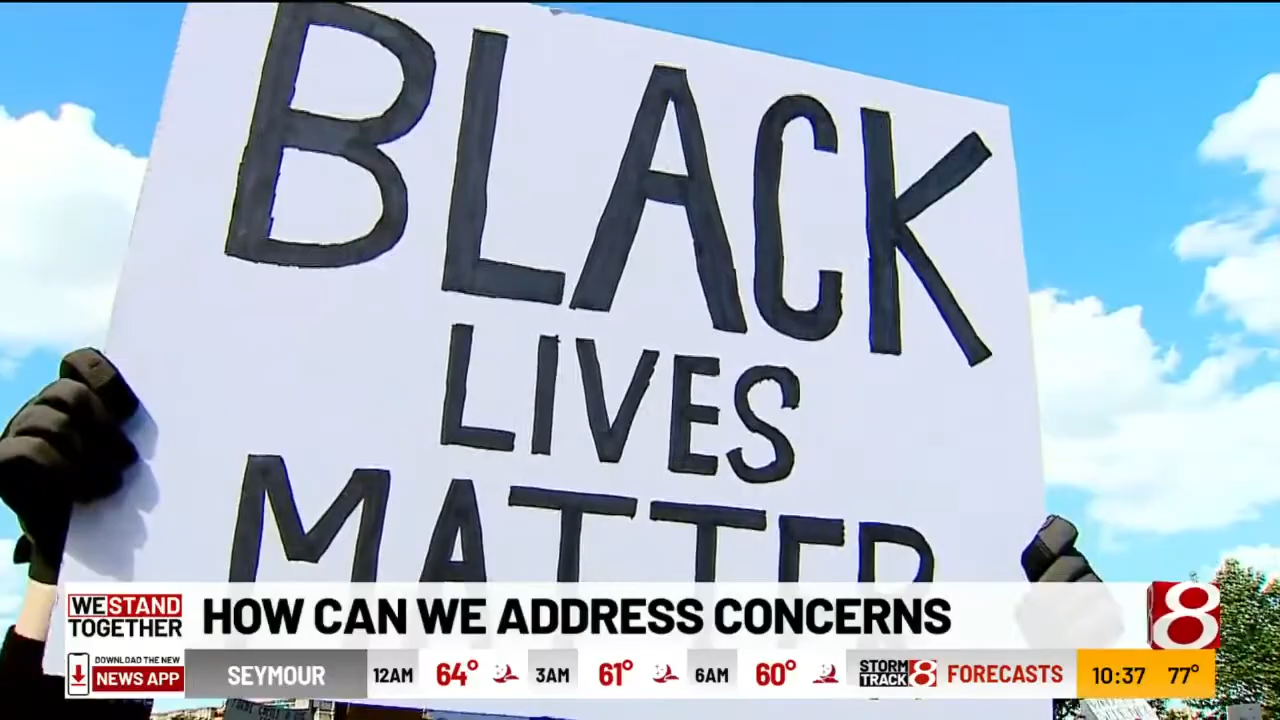 BLACK
LIVES
MATTER
WE STAND
TOGETHER
HOW CAN WE ADDRESS CONCERNS
8
DOWNLOAD THE NEW
NEWS APP
SEYMOUR
12AM 64° 3AM 61° 6AM 60°
STORM
TRACK 8
FORECASTS
10:37 77°